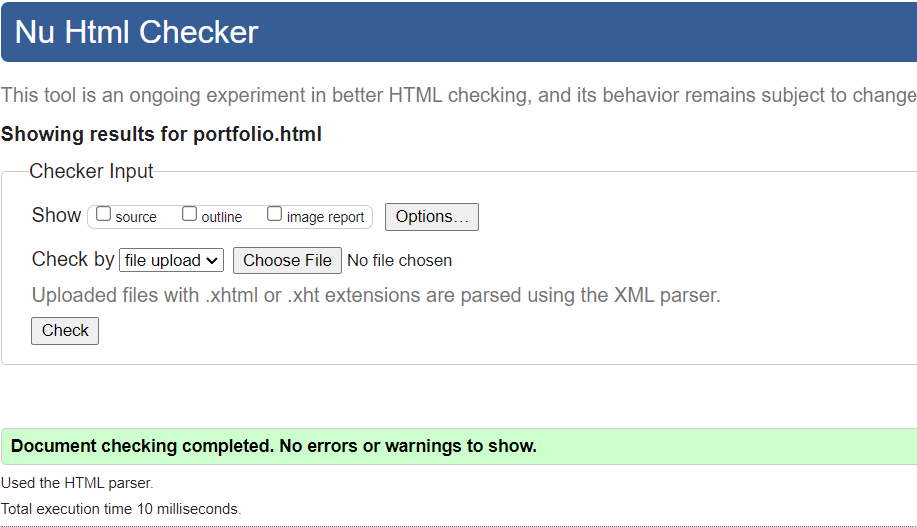 Nu Html Checker
This tool is an ongoing experiment in better HTML checking, and its behavior remains subject to change
Showing results for portfolio.html
Checker Input
Show source outline image report Options...
Check by file upload Choose File No file chosen
Uploaded files with .xhtml or .xht extensions are parsed using the XML parser.
Check
Document checking completed. No errors or warnings to show.
Used the HTML parser.
Total execution time 10 milliseconds.